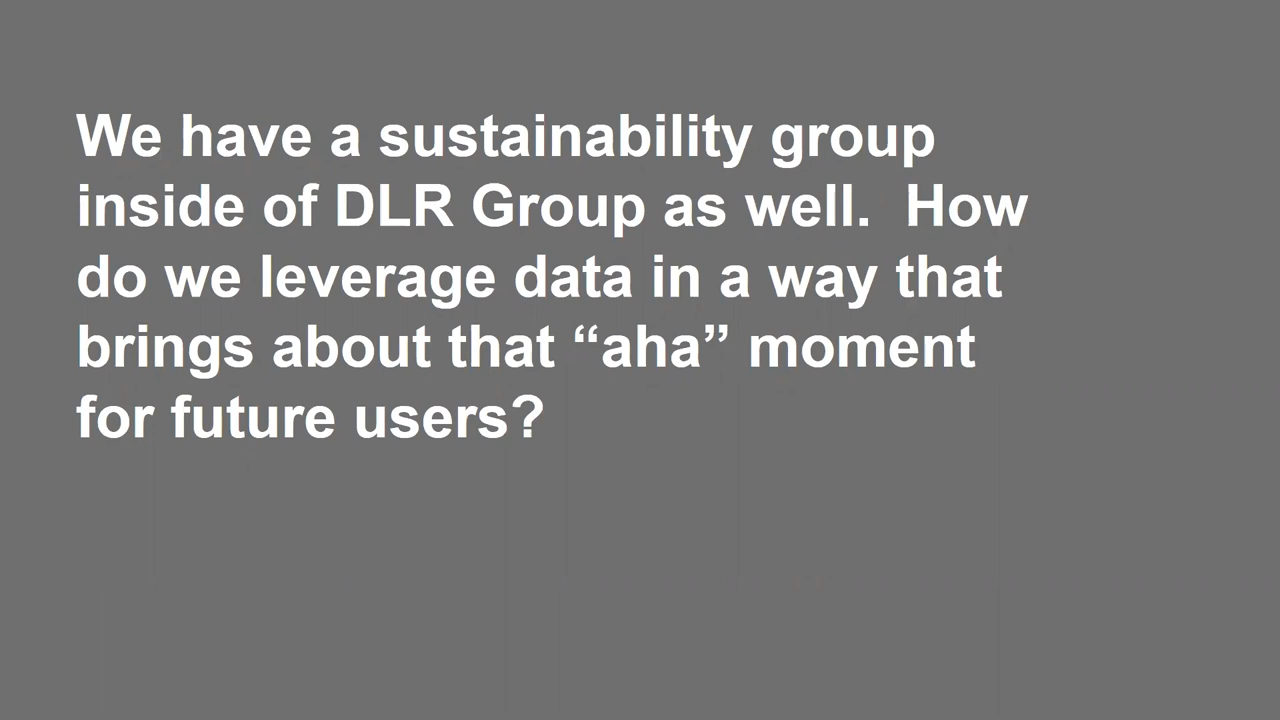 We have a sustainability group
inside of DLR Group as well.  How
do we leverage data in a way that
brings about that “aha” moment
for future users?